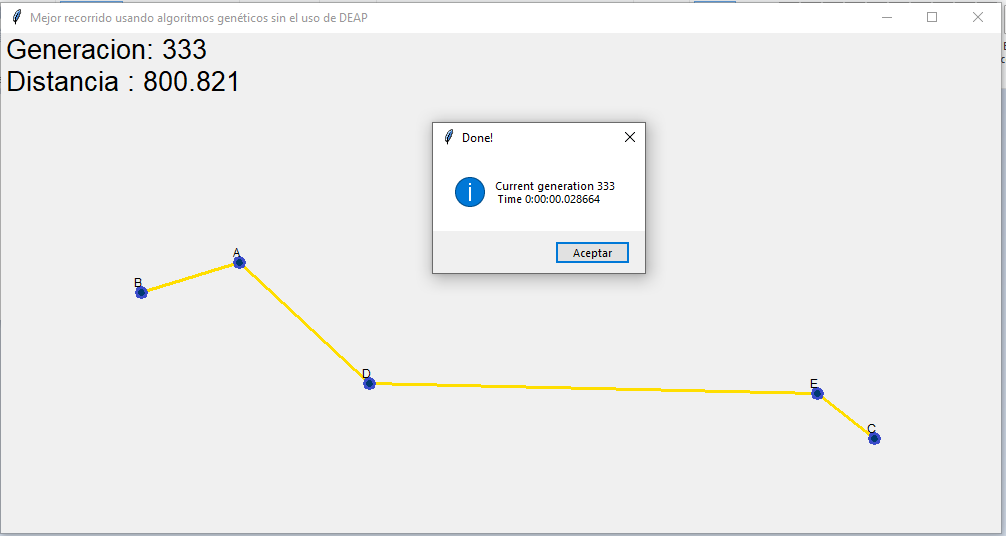 Mejor recorrido usando algoritmos genéticos sin el uso de DEAP
Generacion: 333
Distancia : 800.821
Done!
Current generation 333
Time 0:00:00.028664
Aceptar
A
B
D
E
C